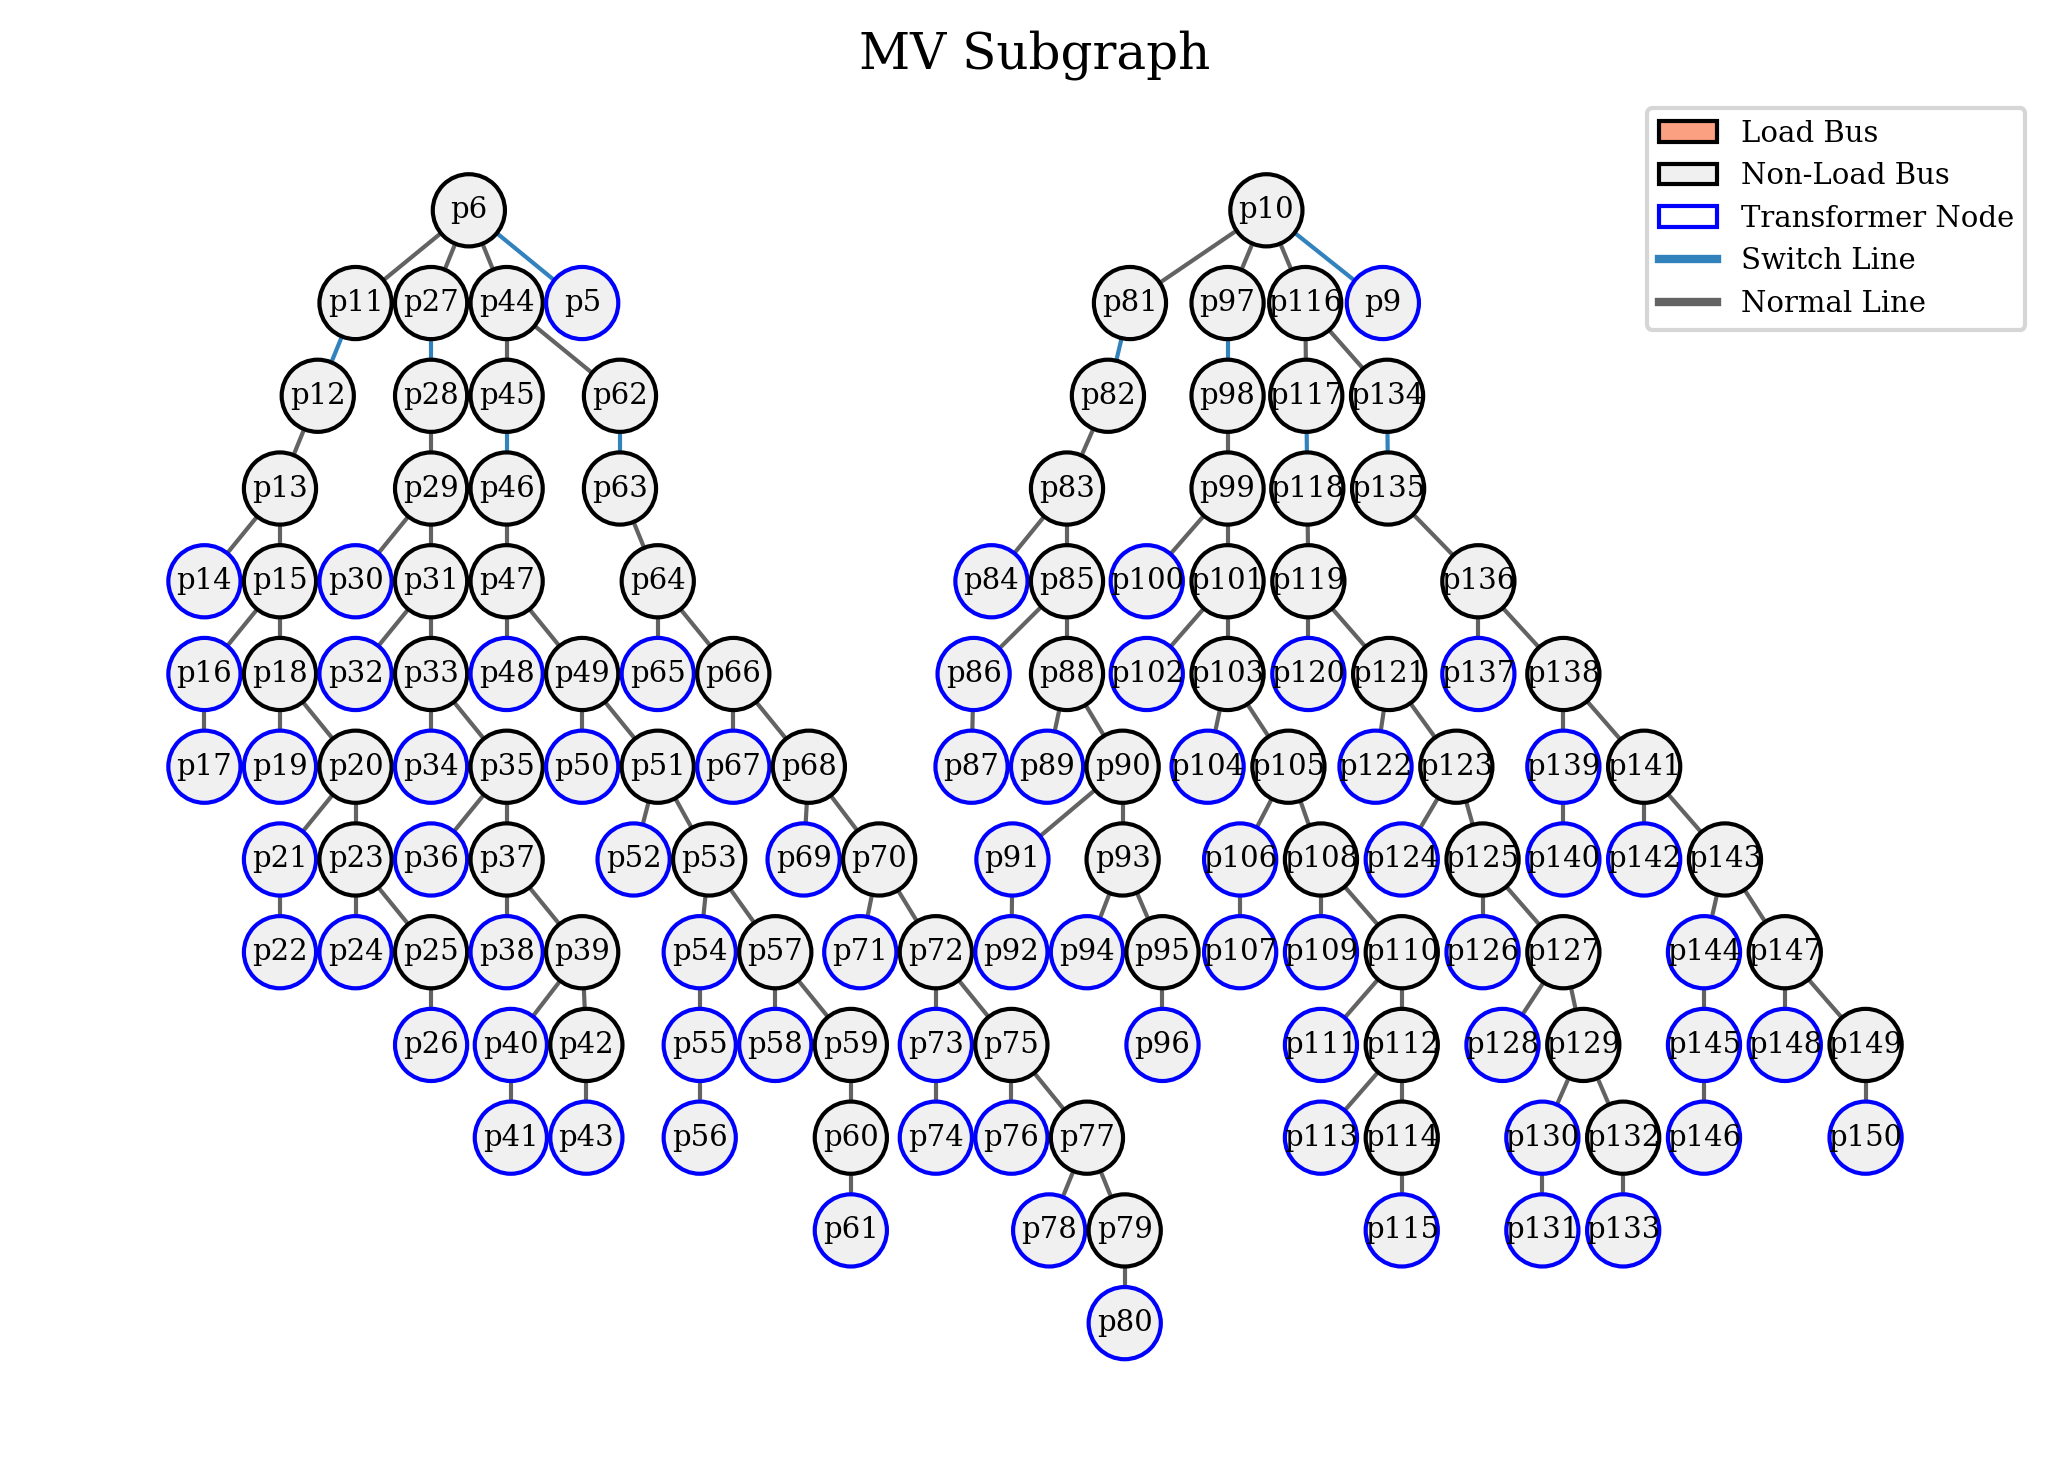 MV Subgraph
Load Bus
Non-Load Bus
Transformer Node
Switch Line
Normal Line
p6 p10
p11 p27 p44 p5 p81 p97 p116 p9
p12 p28 p45 p62 p82 p98 p117 p134
p13 p29 p46 p63 p83 p99 p118 p135
p14 p15 p30 p31 p47 p64 p84 p85 p100 p101 p119 p136
p16 p18 p32 p33 p48 p49 p65 p66 p86 p88 p102 p103 p120 p121 p137 p138
p17 p19 p20 p34 p35 p50 p51 p67 p68 p87 p89 p90 p104 p105 p122 p123 p139 p141
p21 p23 p36 p37 p52 p53 p69 p70 p91 p93 p106 p108 p124 p125 p140 p142 p143
p22 p24 p25 p38 p39 p54 p57 p71 p72 p92 p94 p95 p107 p109 p110 p126 p127 p144 p147
p26 p40 p42 p55 p58 p59 p73 p75 p96 p111 p112 p128 p129 p145 p148 p149
p41 p43 p56 p60 p74 p76 p77 p113 p114 p130 p132 p146 p150
p61 p78 p79 p115 p131 p133
p80